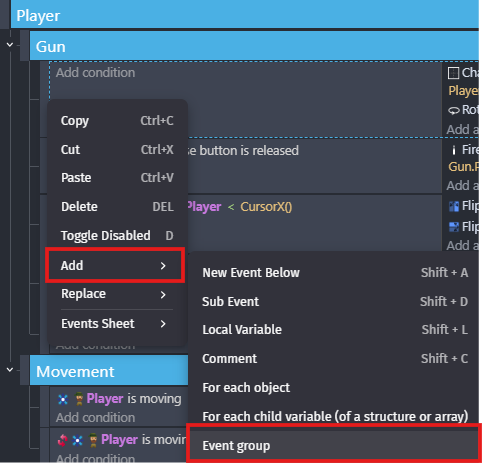 Player
Gun
Add condition
Cha
Player
Rot
Add a
Copy Ctrl+C
Cut Ctrl+X
se button is released
Fire
Gun.P
Paste Ctrl+V
Add a
Delete DEL
Player < CursorX()
Flip
Toggle Disabled D
Flip
Add
Add a
New Event Below Shift + A
Replace
Sub Event Shift + D
Events Sheet
Local Variable Shift + L
Add condition
Comment Shift + C
Movement
For each object
Player is moving
Add condition
For each child variable (of a structure or array)
Player is movin
Event group
Add condition